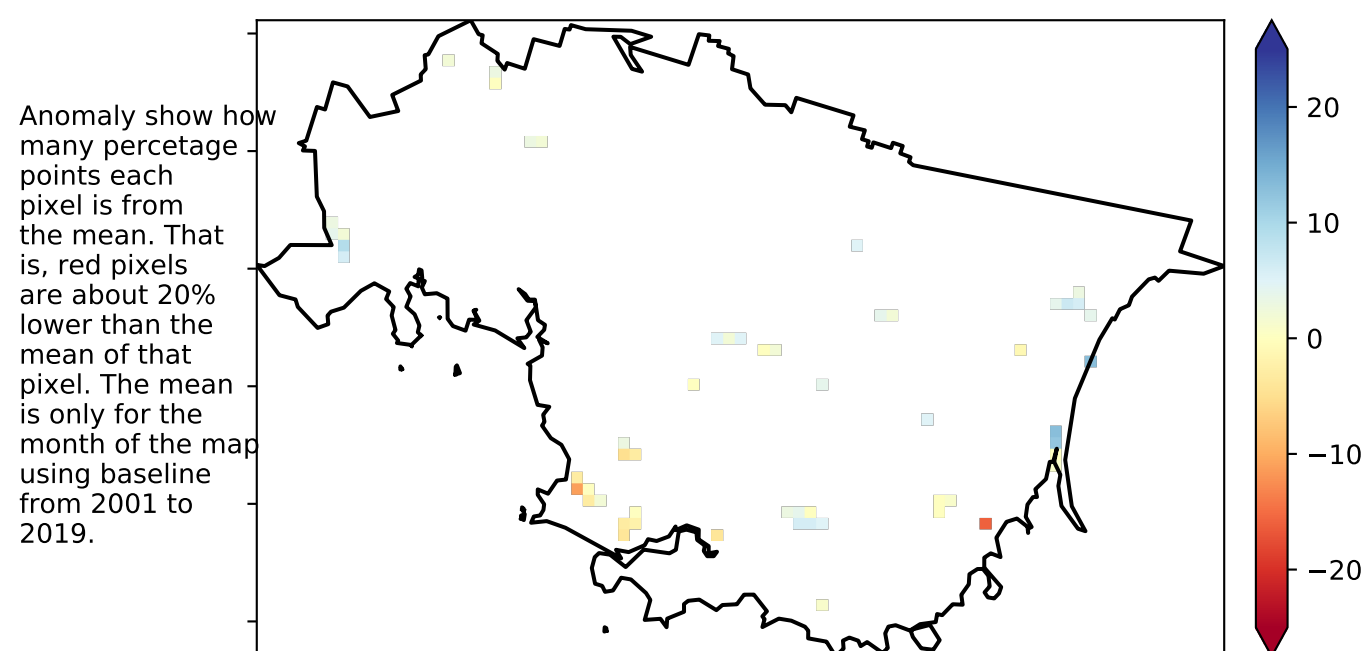 Anomaly show how
many percetage
points each
pixel is from
the mean. That
is, red pixels
are about 20%
lower than the
mean of that
pixel. The mean
is only for the
month of the map
using baseline
from 2001 to
2019.
20
10
0
−10
−20